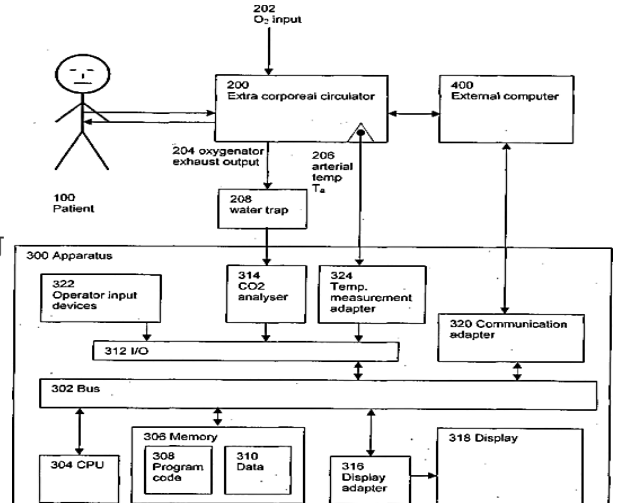 202
O₂ input
200
Extra corporeal circulator
400
External computer
204 oxygenator
exhaust output
206
arterial
temp
Tₐ
100
Patient
208
water trap
300 Apparatus
322
Operator input
devices
314
CO2
analyser
324
Temp.
measurement
adapter
320 Communication
adapter
312 I/O
302 Bus
304 CPU
306 Memory
308
Program
code
310
Data
316
Display
adapter
318 Display